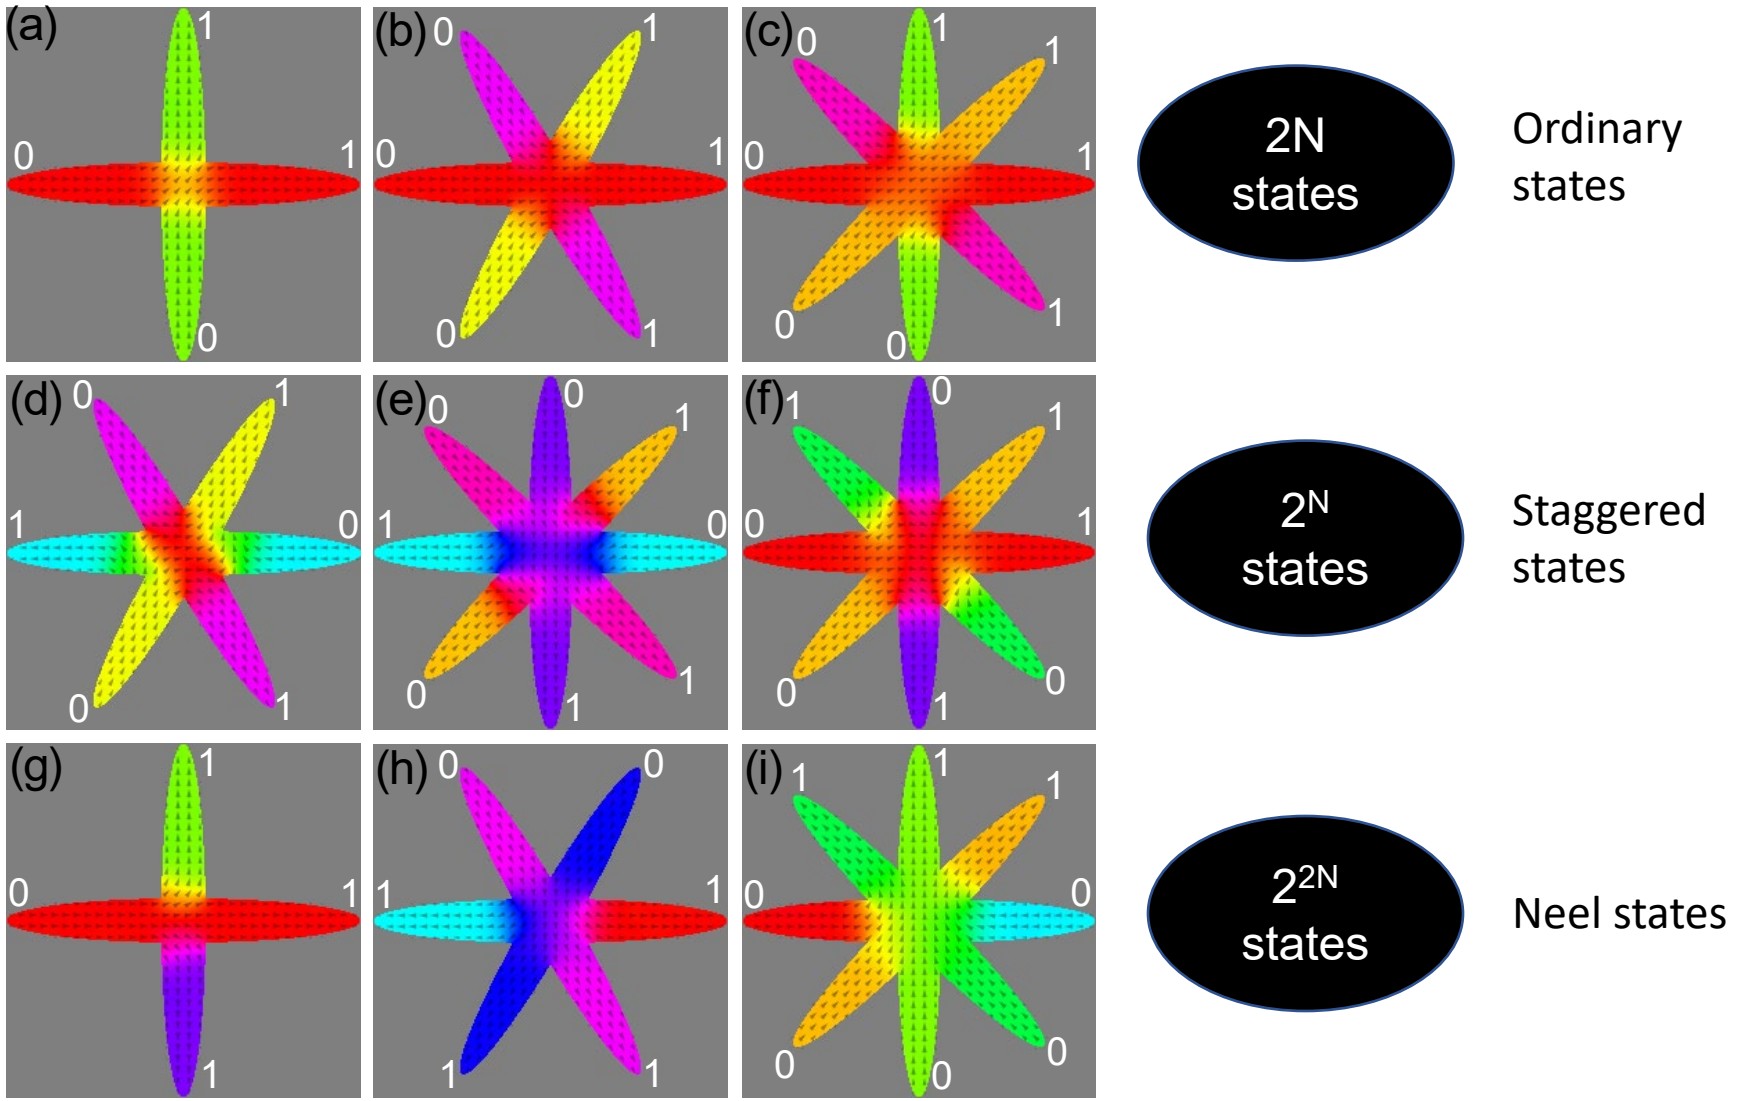 (a) 1 (b) 0 1 (c) 0 1 1
0 1 0 1 0 1
0 0 1 0 0 1
2N
states
Ordinary
states
(d) 0 1 (e) 0 0 1 (f) 1 0 1
1 0 1 0 0 1
0 1 0 1 1 0 1 0
2^N
states
Staggered
states
(g) 1 (h) 0 0 (i) 1 1 1
0 1 1 1 0 0
1 1 1 0 0 0
2^2N
states
Neel states